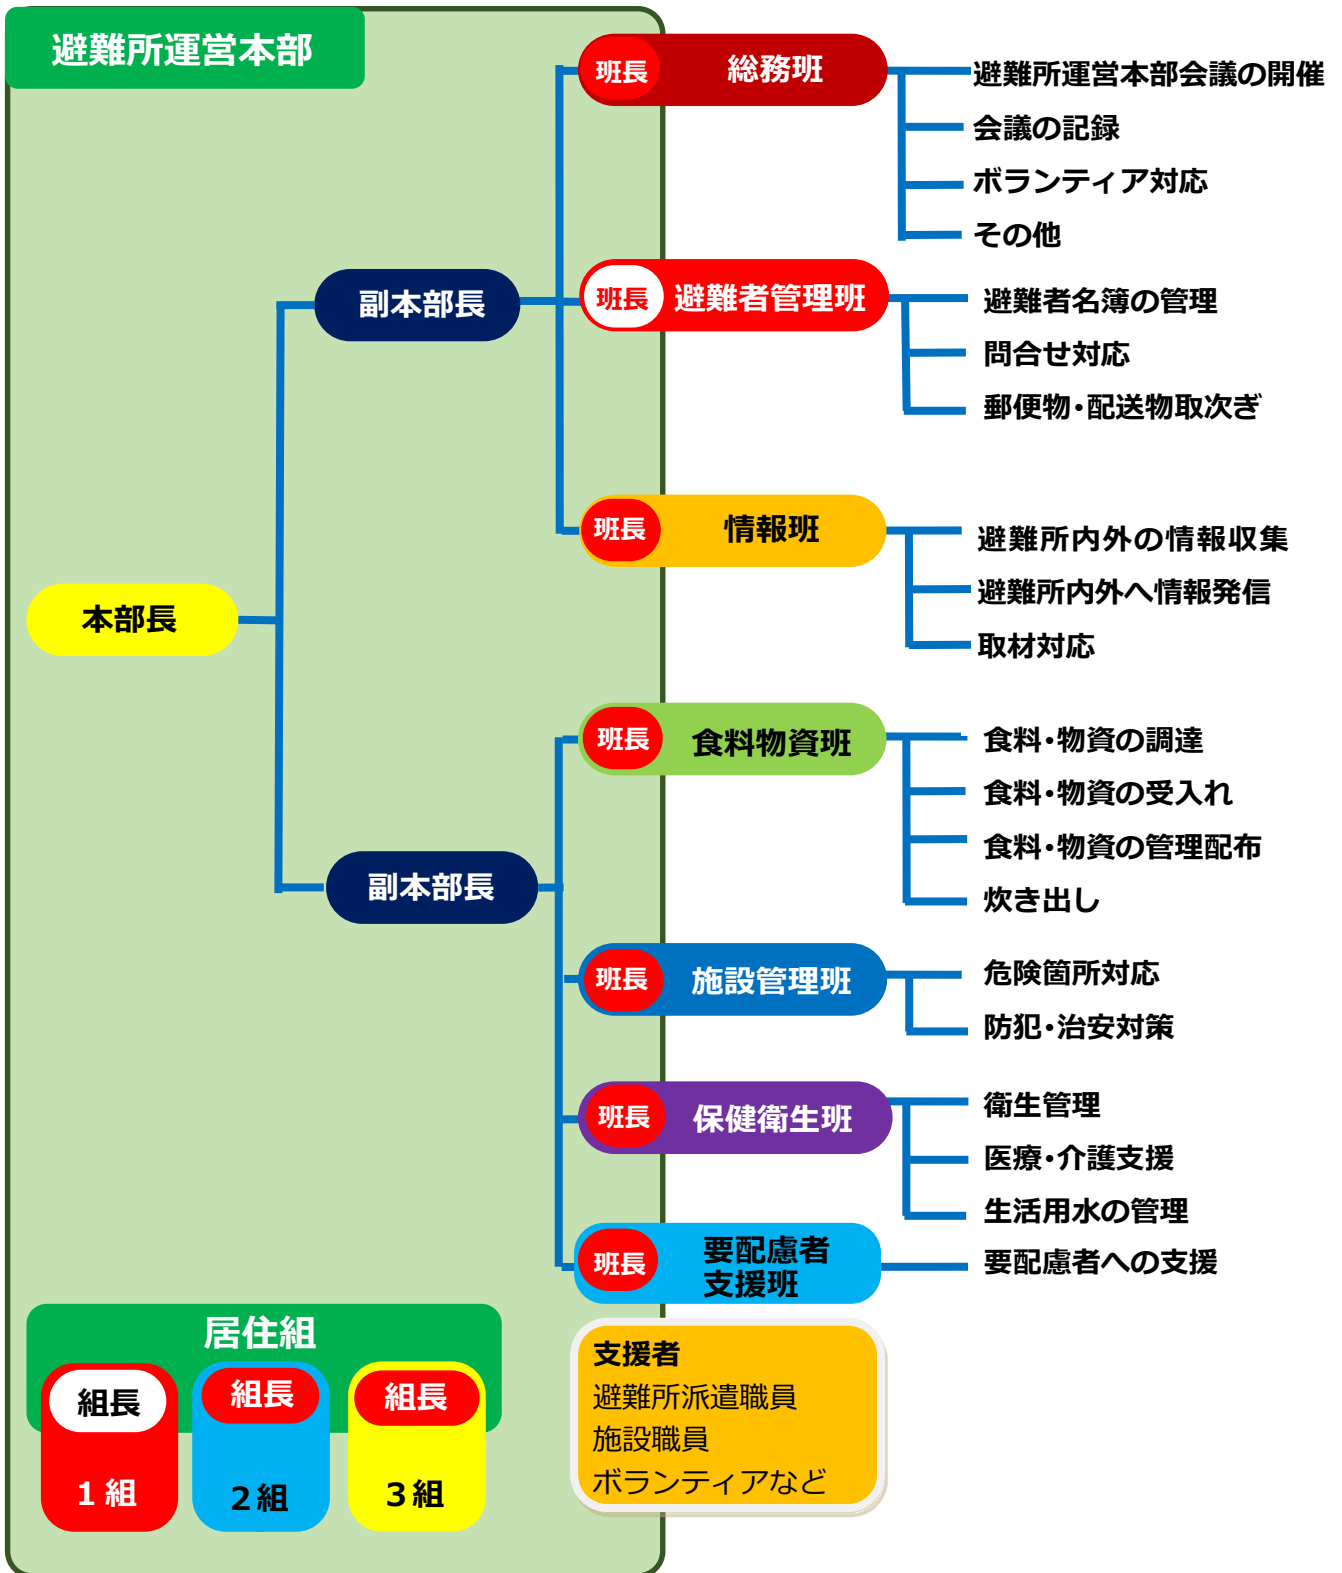 避難所運営本部
本部長
副本部長
班長
総務班
避難所運営本部会議の開催
会議の記録
ボランティア対応
その他
班長
避難者管理班
避難者名簿の管理
問合せ対応
郵便物・配送物取次ぎ
班長
情報班
避難所内外の情報収集
避難所内外へ情報発信
取材対応
副本部長
班長
食料物資班
食料・物資の調達
食料・物資の受入れ
食料・物資の管理配布
炊き出し
班長
施設管理班
危険箇所対応
防犯・治安対策
班長
保健衛生班
衛生管理
医療・介護支援
生活用水の管理
班長
要配慮者
支援班
要配慮者への支援
居住組
組長
1組
組長
2組
組長
3組
支援者
避難所派遣職員
施設職員
ボランティアなど